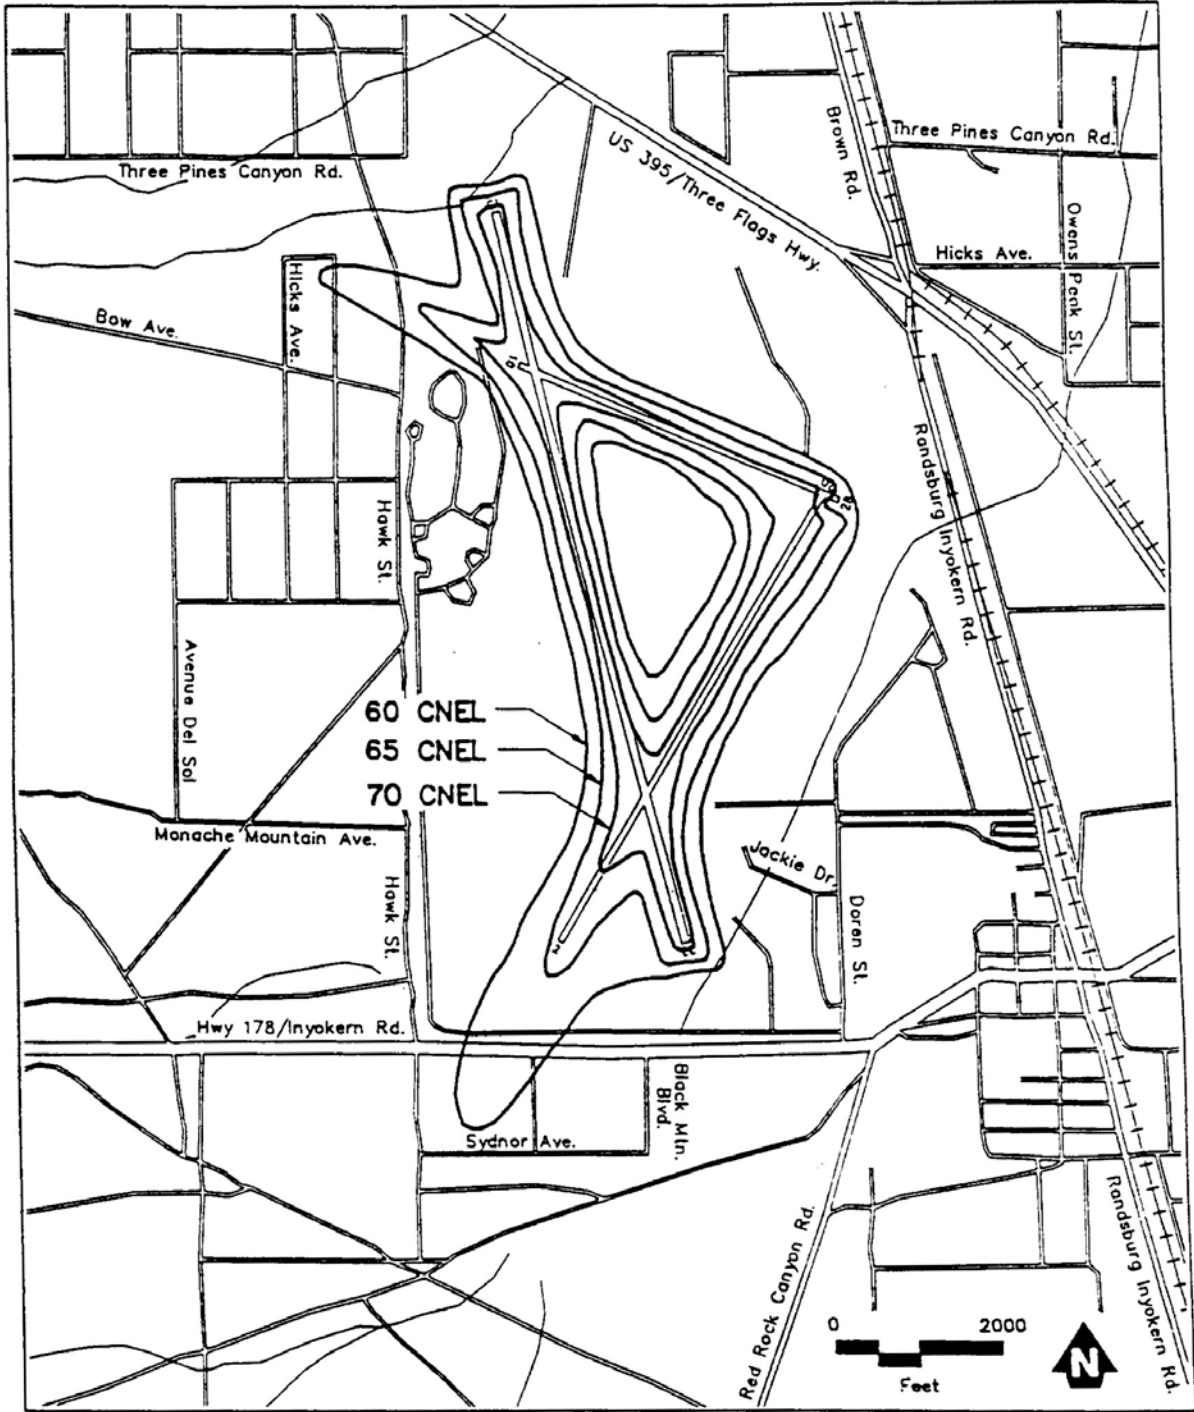 Three Pines Canyon Rd.
US 395/Three Flags Hwy.
Brown Rd.
Three Pines Canyon Rd.
Owens Peak St.
Hicks Ave.
Hicks Ave.
Bow Ave.
10
28
Randsburg Inyokern Rd.
Hawk St.
Avenue Del Sol
60 CNEL
65 CNEL
70 CNEL
Monache Mountain Ave.
Jackie Dr.
Hawk St.
Doren St.
2
Hwy 178/Inyokern Rd.
Black Mtn.
Blvd.
Sydnor Ave.
Red Rock Canyon Rd.
Randsburg Inyokern Rd.
0 2000
Feet
N